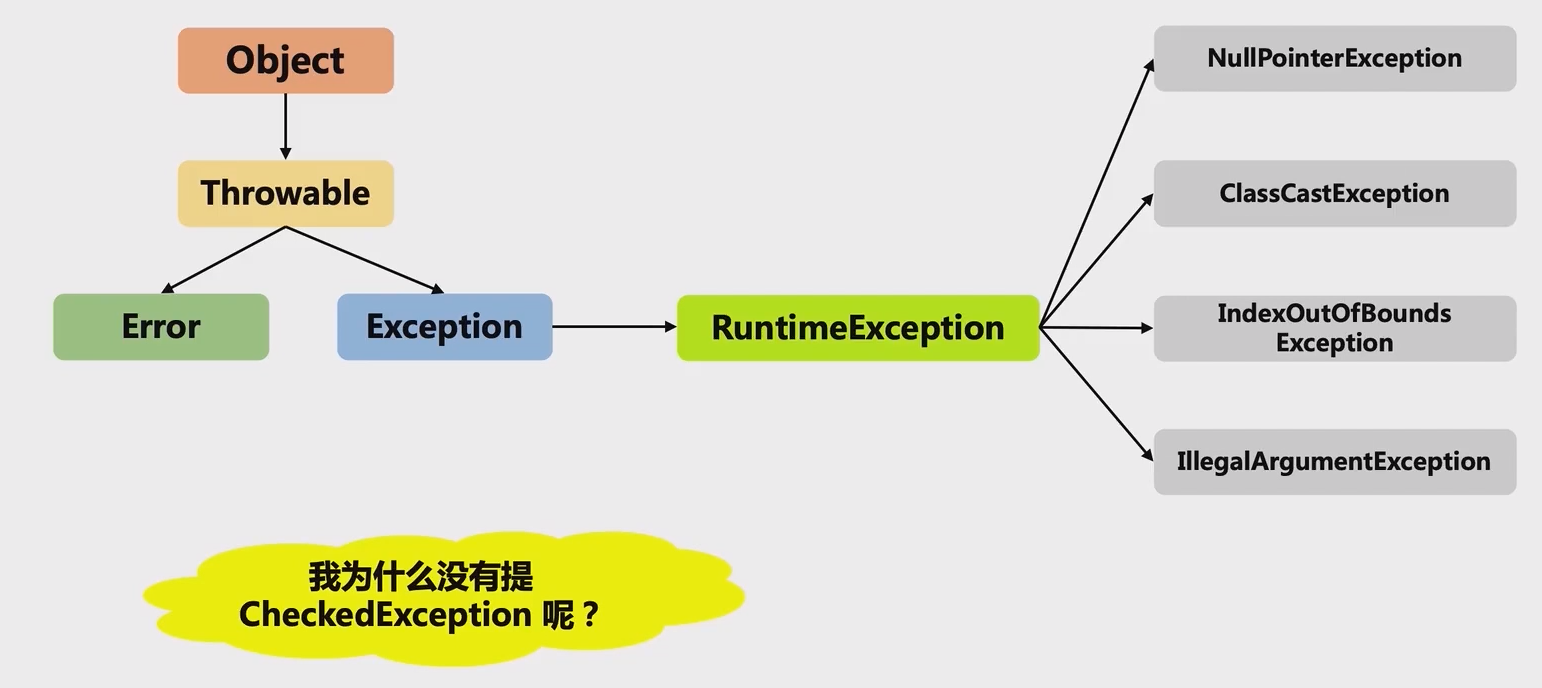 Object
Throwable
Error
Exception
RuntimeException
NullPointerException
ClassCastException
IndexOutOfBounds
Exception
IllegalArgumentException
我为什么没有提
CheckedException 呢？